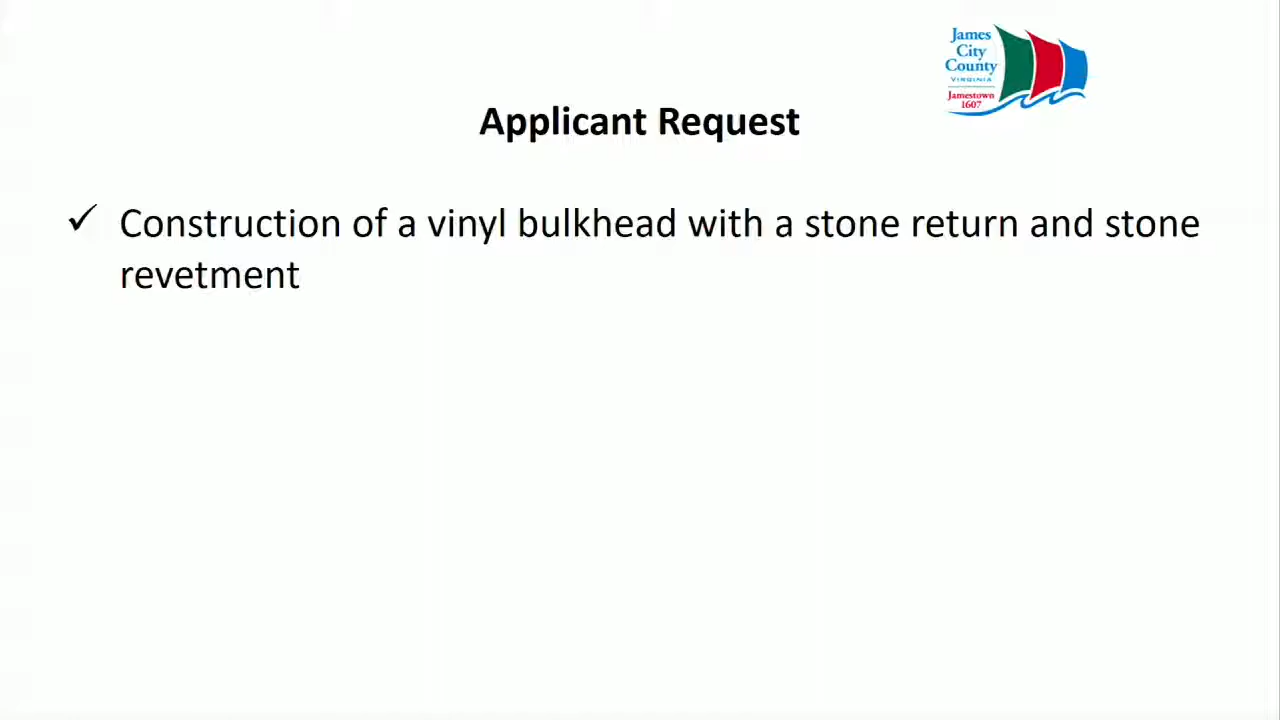 James
City
County
VIRGINIA
Jamestown
1607
Applicant Request
✓ Construction of a vinyl bulkhead with a stone return and stone
revetment